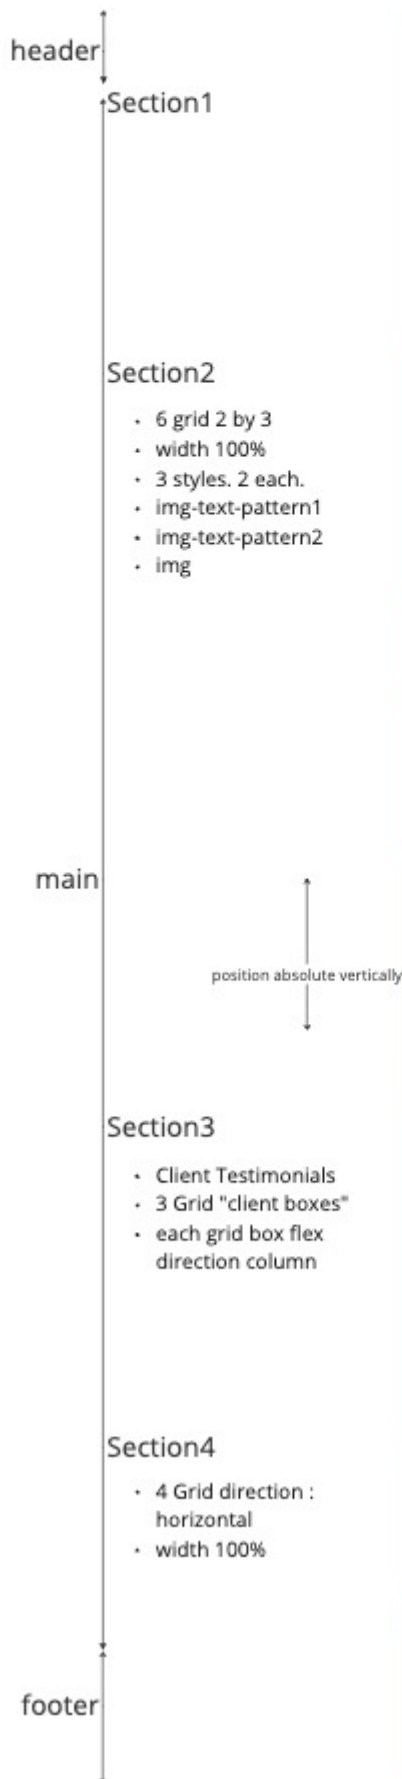 header
Section1
Section2
• 6 grid 2 by 3
• width 100%
• 3 styles. 2 each.
• img-text-pattern1
• img-text-pattern2
• img
main
position absolute vertically
Section3
• Client Testimonials
• 3 Grid "client boxes"
• each grid box flex
direction column
Section4
• 4 Grid direction :
horizontal
• width 100%
footer